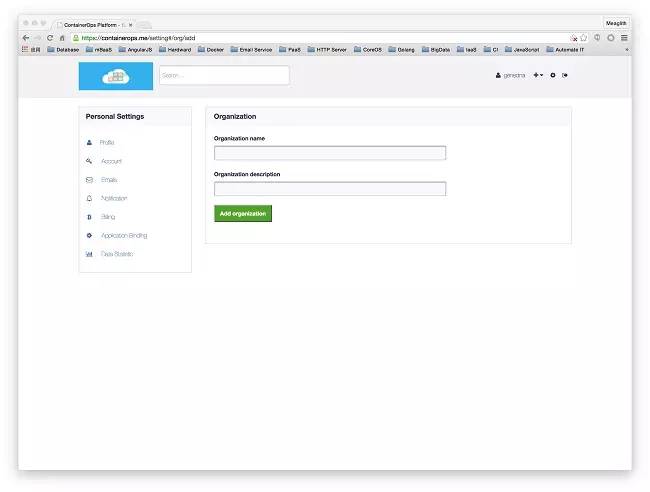 ContainerOps Platform
Meaglith
https://containerops.me/setting#/org/add
应用 Database mBaaS AngularJS Hardward Docker Email Service PaaS HTTP Server CoreOS Golang BigData IaaS CI JavaScript Automate IT »
Search...
genedna
Personal Settings
Profile
Account
Emails
Notification
Billing
Application Binding
Data Statistic
Organization
Organization name
Organization description
Add organization